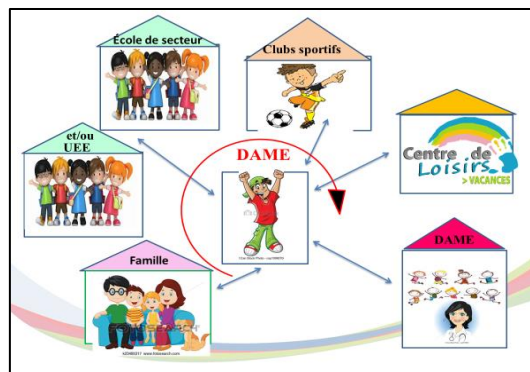 École de secteur
Clubs sportifs
et/ou
UEE
DAME
Centre de
Loisirs
> VACANCES
Famille
DAME